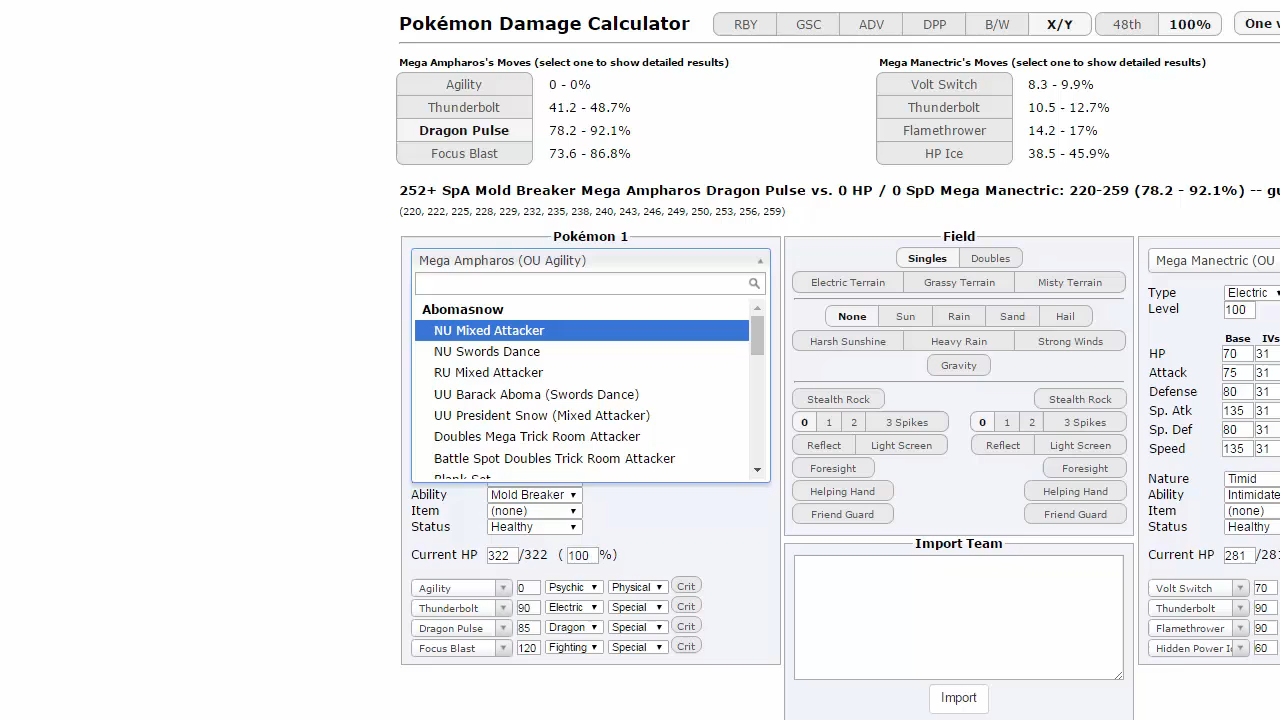 Pokémon Damage Calculator RBY GSC ADV DPP B/W X/Y 48th 100% One
Mega Ampharos's Moves (select one to show detailed results)
Agility 0 - 0%
Thunderbolt 41.2 - 48.7%
Dragon Pulse 78.2 - 92.1%
Focus Blast 73.6 - 86.8%
Mega Manectric's Moves (select one to show detailed results)
Volt Switch 8.3 - 9.9%
Thunderbolt 10.5 - 12.7%
Flamethrower 14.2 - 17%
HP Ice 38.5 - 45.9%
252+ SpA Mold Breaker Mega Ampharos Dragon Pulse vs. 0 HP / 0 SpD Mega Manectric: 220-259 (78.2 - 92.1%) --
(220, 222, 225, 228, 229, 232, 235, 238, 240, 243, 246, 249, 250, 253, 256, 259)
Pokémon 1
Mega Ampharos (OU Agility)
Abomasnow
NU Mixed Attacker
NU Swords Dance
RU Mixed Attacker
UU Barack Aboma (Swords Dance)
UU President Snow (Mixed Attacker)
Doubles Mega Trick Room Attacker
Battle Spot Doubles Trick Room Attacker
Blank Set
Ability Mold Breaker
Item (none)
Status Healthy
Current HP 322 /322 ( 100 %)
Agility 0 Psychic Physical Crit
Thunderbolt 90 Electric Special Crit
Dragon Pulse 85 Dragon Special Crit
Focus Blast 120 Fighting Special Crit
Field
Singles Doubles
Electric Terrain Grassy Terrain Misty Terrain
None Sun Rain Sand Hail
Harsh Sunshine Heavy Rain Strong Winds
Gravity
Stealth Rock Stealth Rock
0 1 2 3 Spikes 0 1 2 3 Spikes
Reflect Light Screen Reflect Light Screen
Foresight Foresight
Helping Hand Helping Hand
Friend Guard Friend Guard
Import Team
Import
Mega Manectric (OU
Type Electric
Level 100
Base IVs
HP 70 31
Attack 75 31
Defense 80 31
Sp. Atk 135 31
Sp. Def 80 31
Speed 135 31
Nature Timid
Ability Intimidate
Item (none)
Status Healthy
Current HP 281 /281
Volt Switch 70
Thunderbolt 90
Flamethrower 90
Hidden Power 60